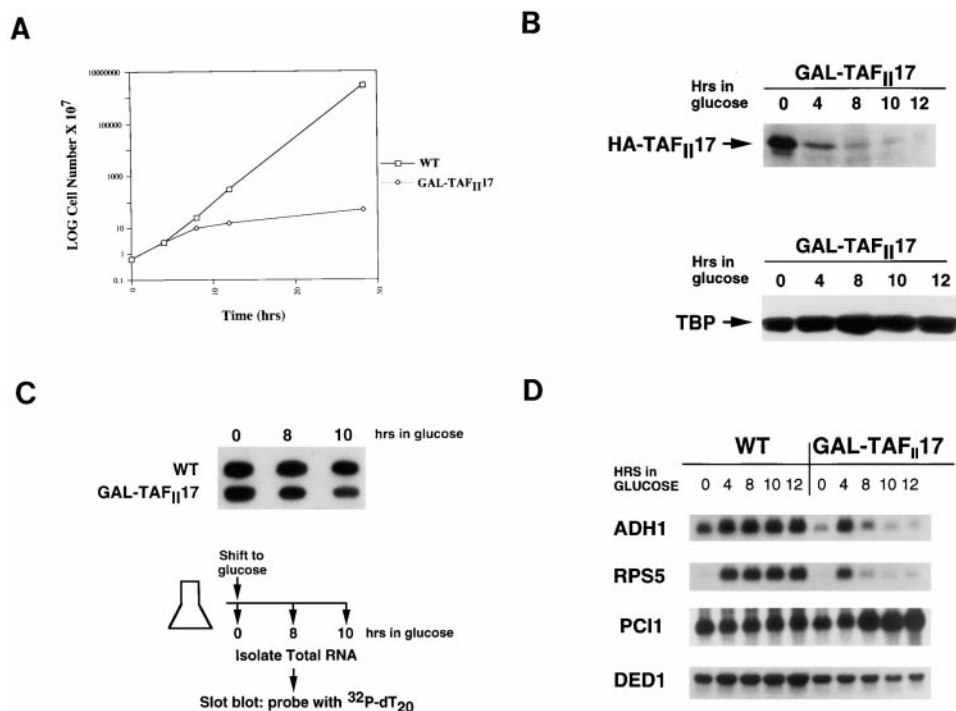 A
LOG Cell Number X 10⁷
10000000
1000
10
1
0.1
0
10
20
30
Time (hrs)
WT
GAL-TAFII17
B
GAL-TAFII17
Hrs in glucose
0 4 8 10 12
HA-TAFII17
GAL-TAFII17
Hrs in glucose
0 4 8 10 12
TBP
C
0 8 10 hrs in glucose
WT
GAL-TAFII17
Shift to
glucose
0 8 10 hrs in glucose
Isolate Total RNA
Slot blot: probe with ³²P-dT₂₀
D
WT GAL-TAFII17
HRS in
GLUCOSE
0 4 8 10 12 0 4 8 10 12
ADH1
RPS5
PCI1
DED1